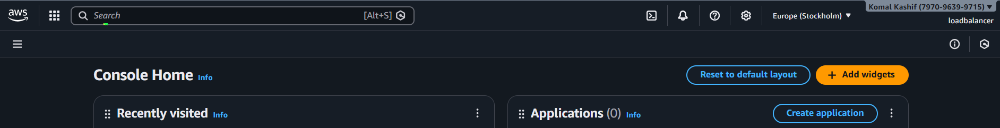 aws
Search [Alt+S]
Europe (Stockholm)
Komal Kashif (7970-9639-9715)
loadbalancer
Console Home Info
Reset to default layout
+ Add widgets
Recently visited Info
Applications (0) Info
Create application